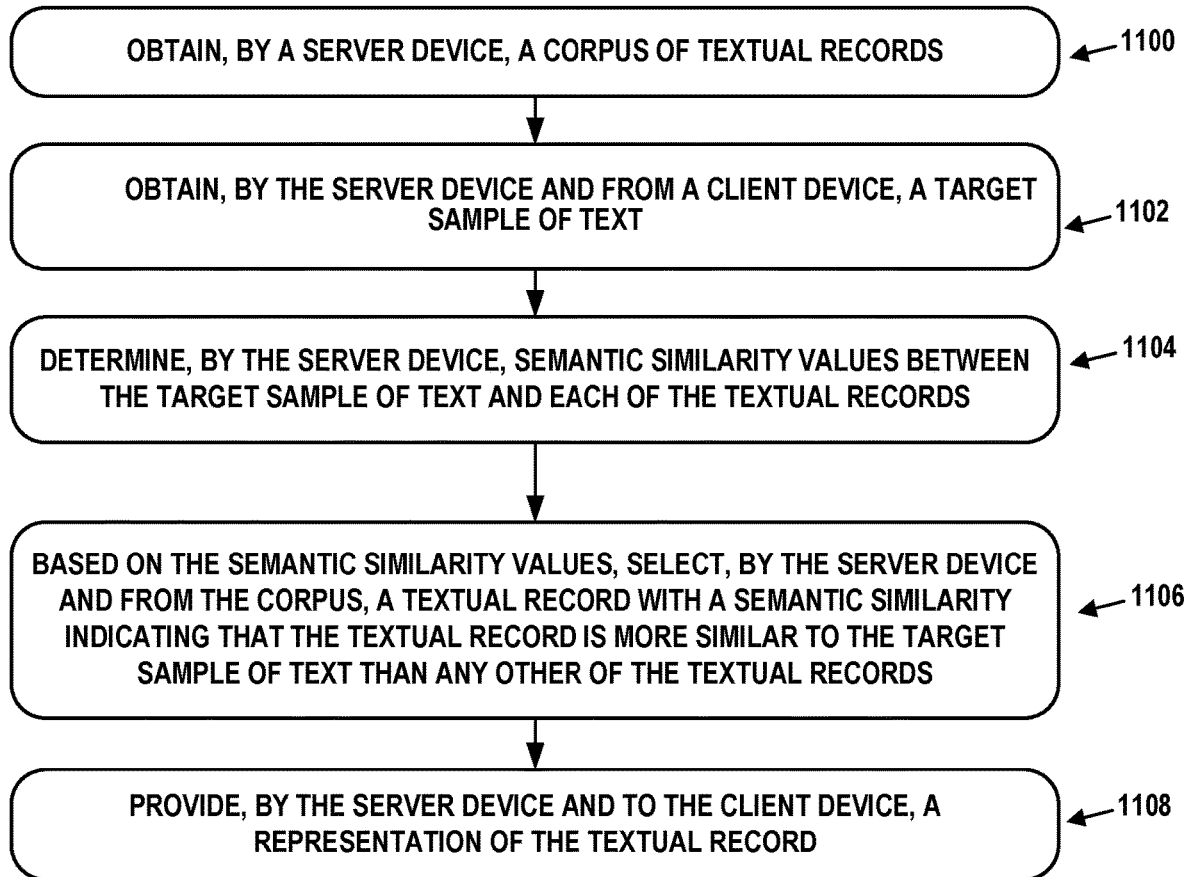 OBTAIN, BY A SERVER DEVICE, A CORPUS OF TEXTUAL RECORDS
1100
OBTAIN, BY THE SERVER DEVICE AND FROM A CLIENT DEVICE, A TARGET
SAMPLE OF TEXT
1102
DETERMINE, BY THE SERVER DEVICE, SEMANTIC SIMILARITY VALUES BETWEEN
THE TARGET SAMPLE OF TEXT AND EACH OF THE TEXTUAL RECORDS
1104
BASED ON THE SEMANTIC SIMILARITY VALUES, SELECT, BY THE SERVER DEVICE
AND FROM THE CORPUS, A TEXTUAL RECORD WITH A SEMANTIC SIMILARITY
INDICATING THAT THE TEXTUAL RECORD IS MORE SIMILAR TO THE TARGET
SAMPLE OF TEXT THAN ANY OTHER OF THE TEXTUAL RECORDS
1106
PROVIDE, BY THE SERVER DEVICE AND TO THE CLIENT DEVICE, A
REPRESENTATION OF THE TEXTUAL RECORD
1108